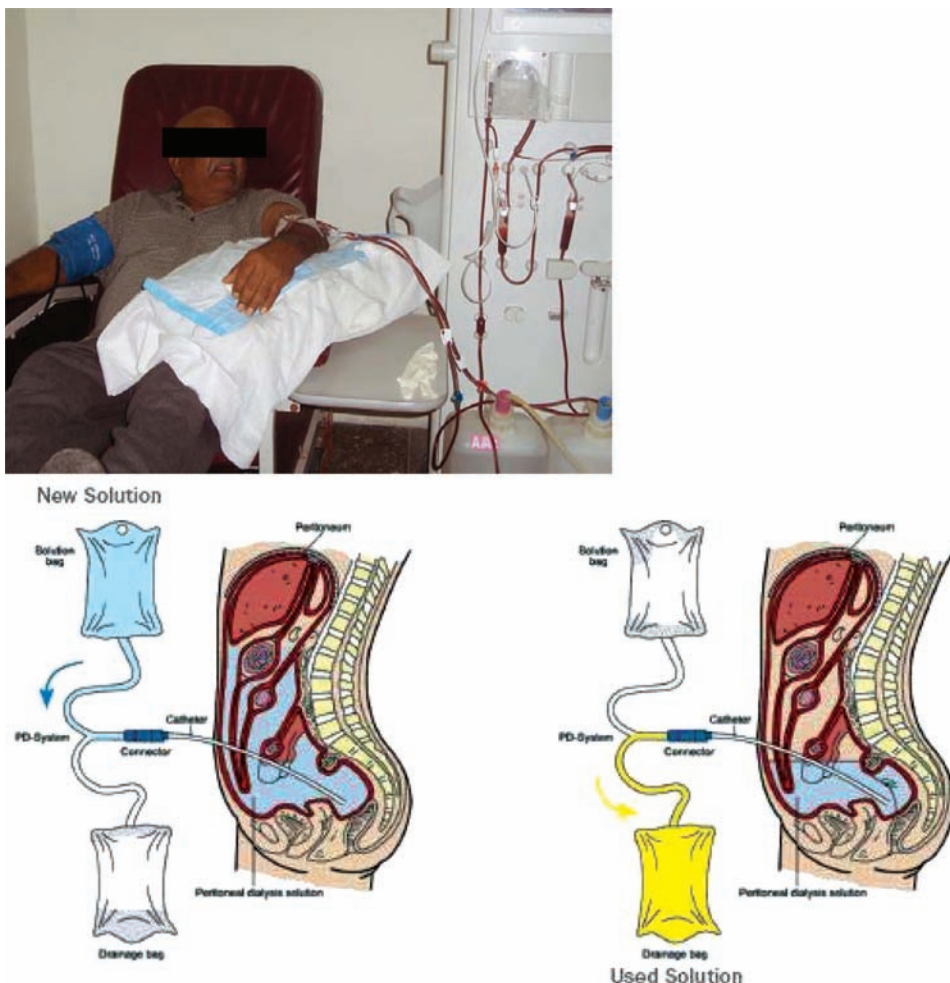 AA
New Solution
Solution
bag
Peritoneum
PD-System
Connector
Catheter
Peritoneal dialysis solution
Drainage bag
Solution
bag
Peritoneum
PD-System
Connector
Catheter
Peritoneal dialysis solution
Drainage bag
Used Solution